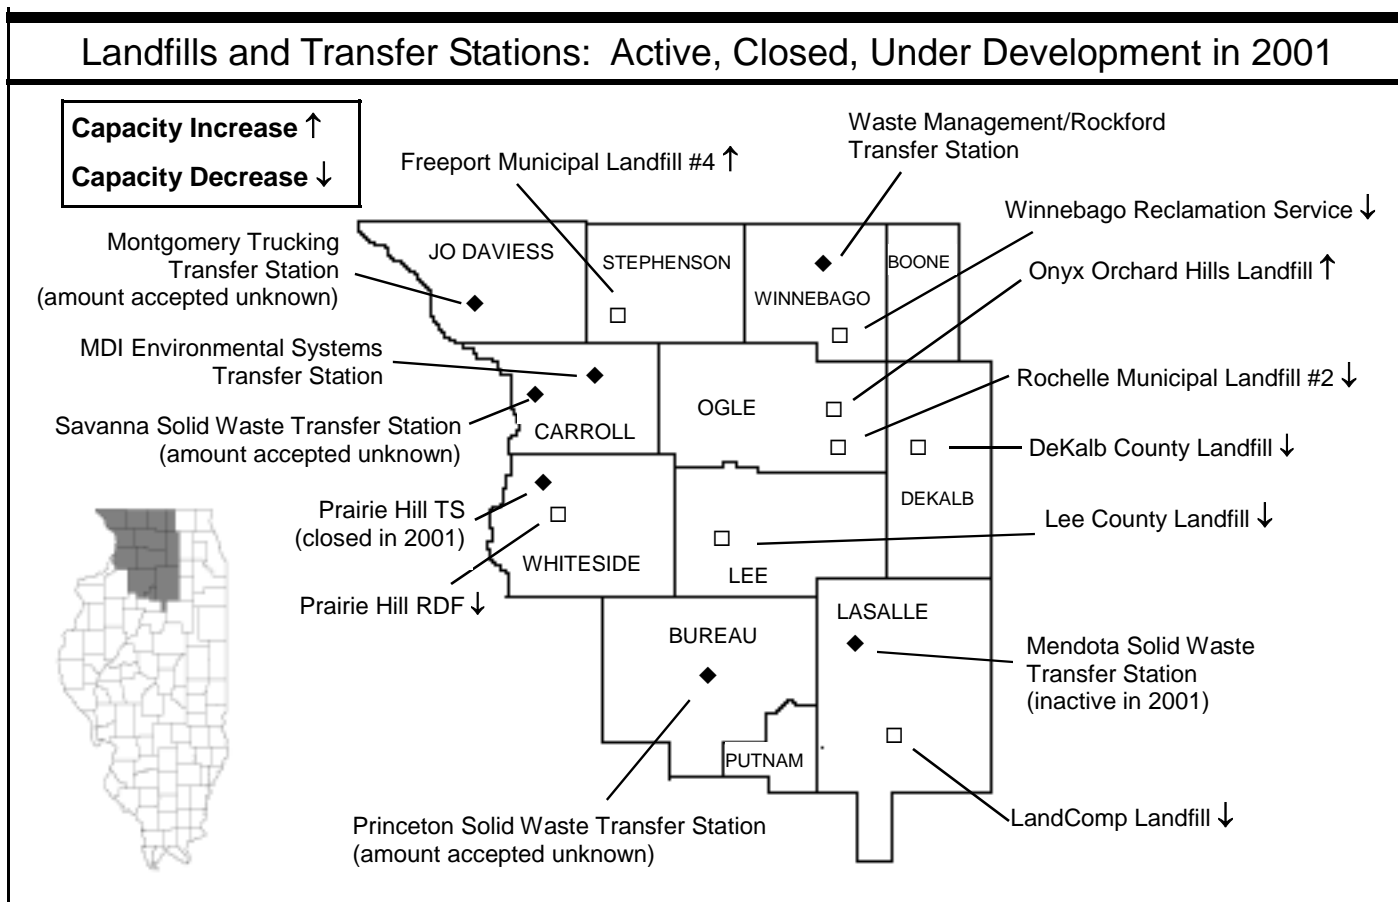 Landfills and Transfer Stations: Active, Closed, Under Development in 2001
Capacity Increase ↑
Capacity Decrease ↓
Waste Management/Rockford
Transfer Station
Freeport Municipal Landfill #4 ↑
Winnebago Reclamation Service ↓
Montgomery Trucking
Transfer Station
(amount accepted unknown)
JO DAVIESS
STEPHENSON
WINNEBAGO
BOONE
Onyx Orchard Hills Landfill ↑
MDI Environmental Systems
Transfer Station
Rochelle Municipal Landfill #2 ↓
Savanna Solid Waste Transfer Station
(amount accepted unknown)
CARROLL
OGLE
DeKalb County Landfill ↓
DEKALB
Prairie Hill TS
(closed in 2001)
Lee County Landfill ↓
WHITESIDE
LEE
Prairie Hill RDF ↓
BUREAU
LASALLE
Mendota Solid Waste
Transfer Station
(inactive in 2001)
PUTNAM
Princeton Solid Waste Transfer Station
(amount accepted unknown)
LandComp Landfill ↓